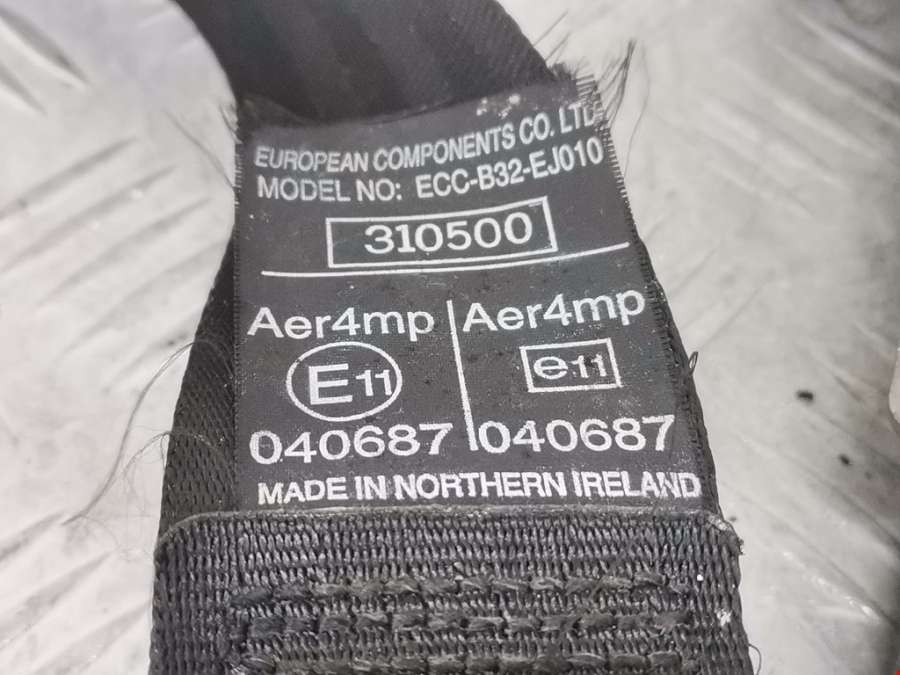 EUROPEAN COMPONENTS CO. LTD
MODEL NO: ECC-B32-EJ010
310500
Aer4mp Aer4mp
E11 e11
040687 040687
MADE IN NORTHERN IRELAND